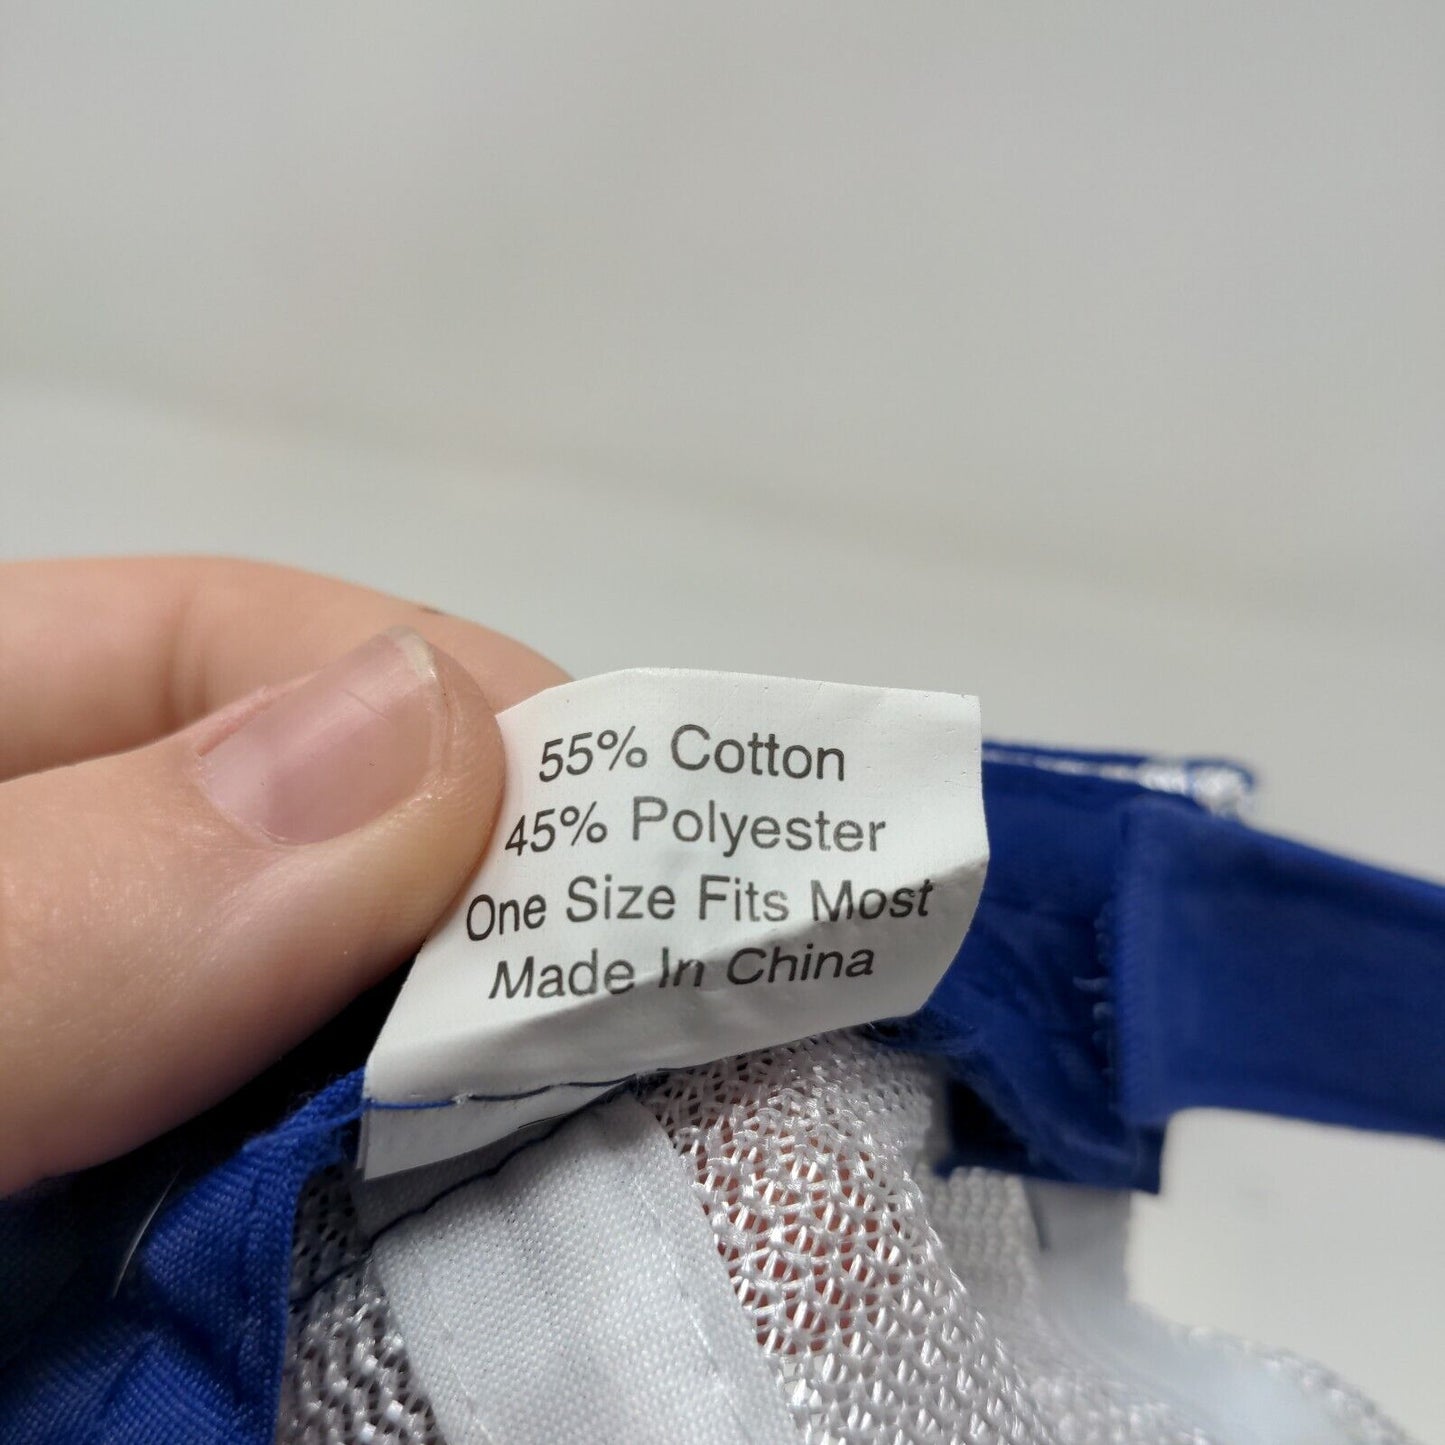 55% Cotton
45% Polyester
One Size Fits Most
Made In China